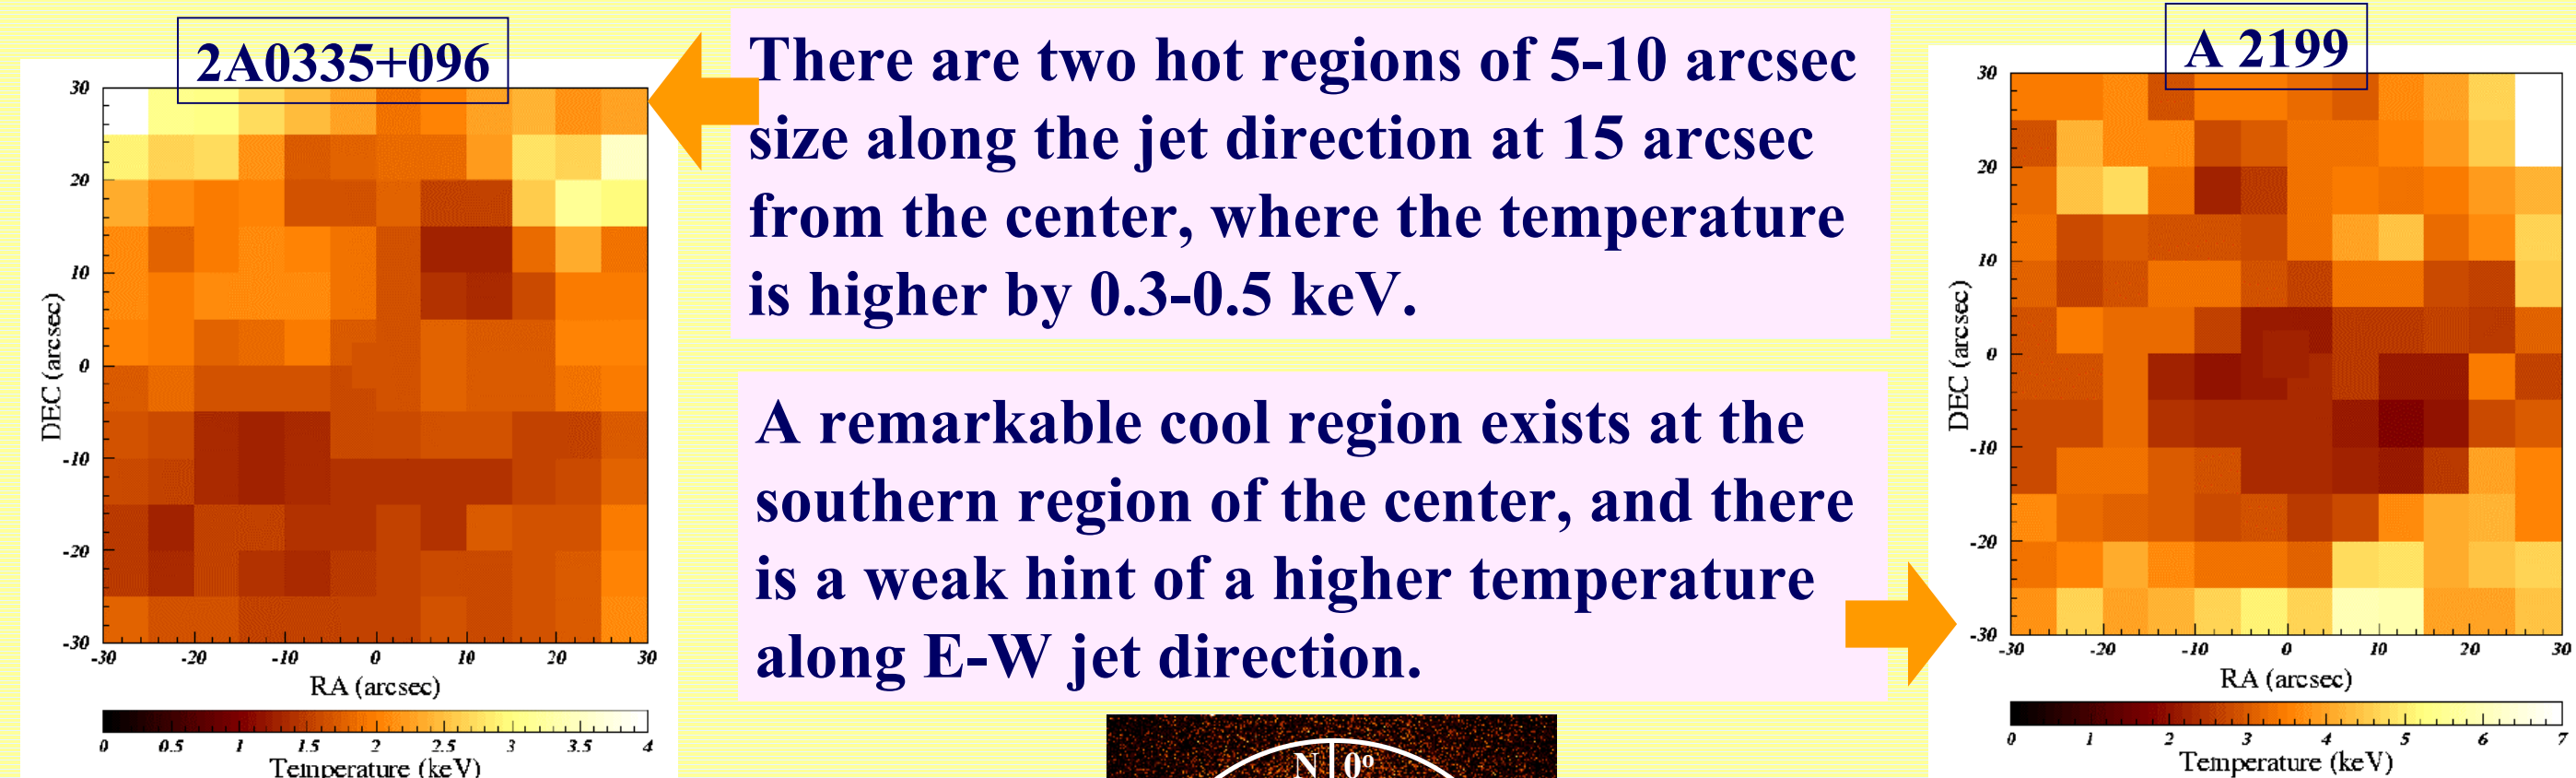 2A0335+096
30
20
10
0
-10
-20
-30
DEC (arcsec)
-30 -20 -10 0 10 20 30
RA (arcsec)
0 0.5 1 1.5 2 2.5 3 3.5 4
Temperature (keV)
There are two hot regions of 5-10 arcsec
size along the jet direction at 15 arcsec
from the center, where the temperature
is higher by 0.3-0.5 keV.
A remarkable cool region exists at the
southern region of the center, and there
is a weak hint of a higher temperature
along E-W jet direction.
N 0º
A 2199
30
20
10
0
-10
-20
-30
DEC (arcsec)
-30 -20 -10 0 10 20 30
RA (arcsec)
0 1 2 3 4 5 6 7
Temperature (keV)